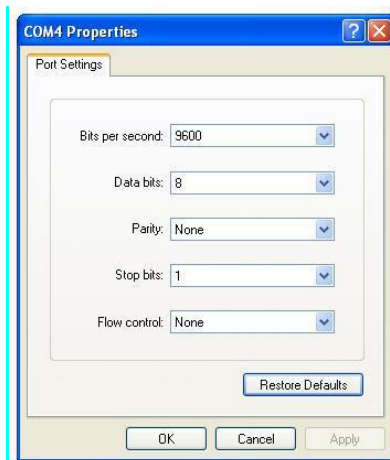 COM4 Properties
Port Settings
Bits per second: 9600
Data bits: 8
Parity: None
Stop bits: 1
Flow control: None
Restore Defaults
OK Cancel Apply